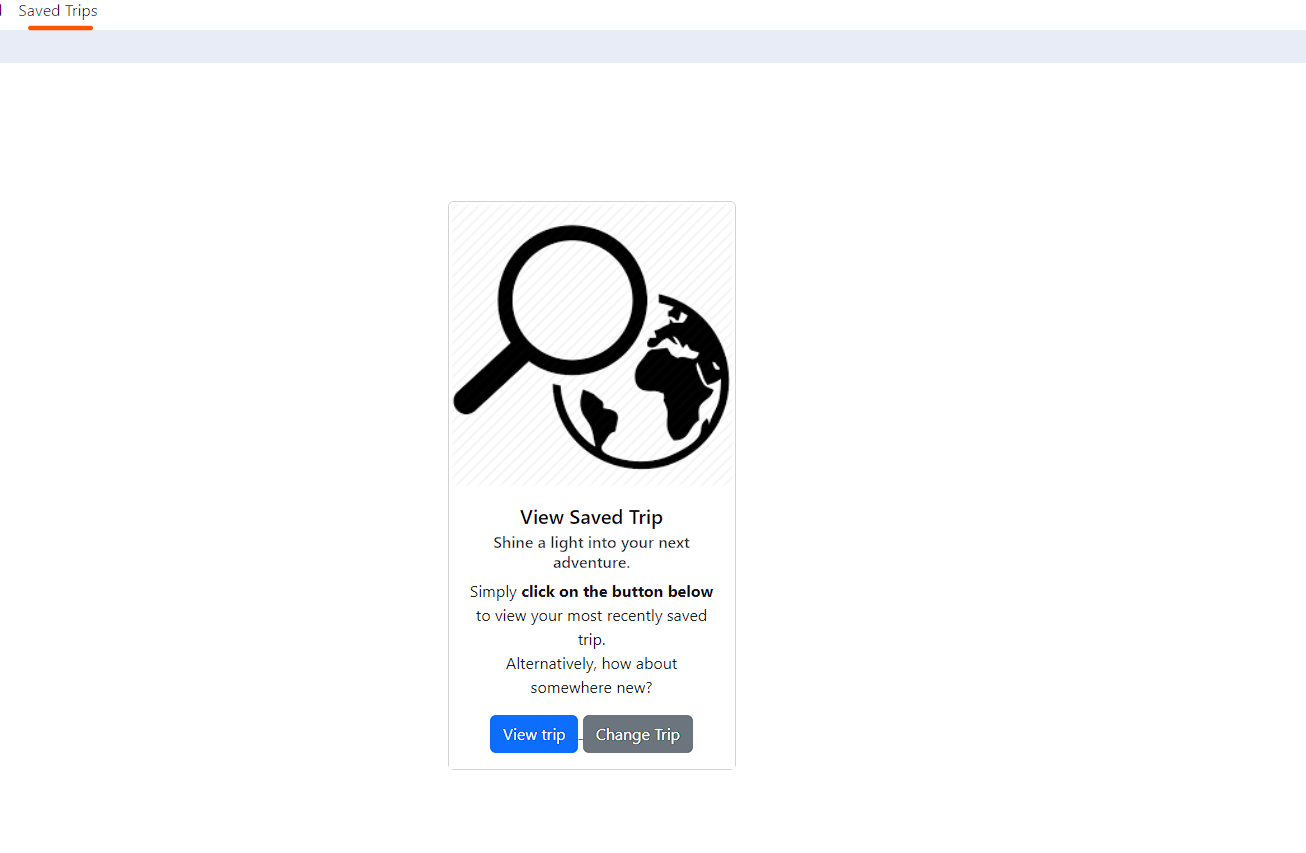 Saved Trips
View Saved Trip
Shine a light into your next
adventure.
Simply click on the button below
to view your most recently saved
trip.
Alternatively, how about
somewhere new?
View trip Change Trip